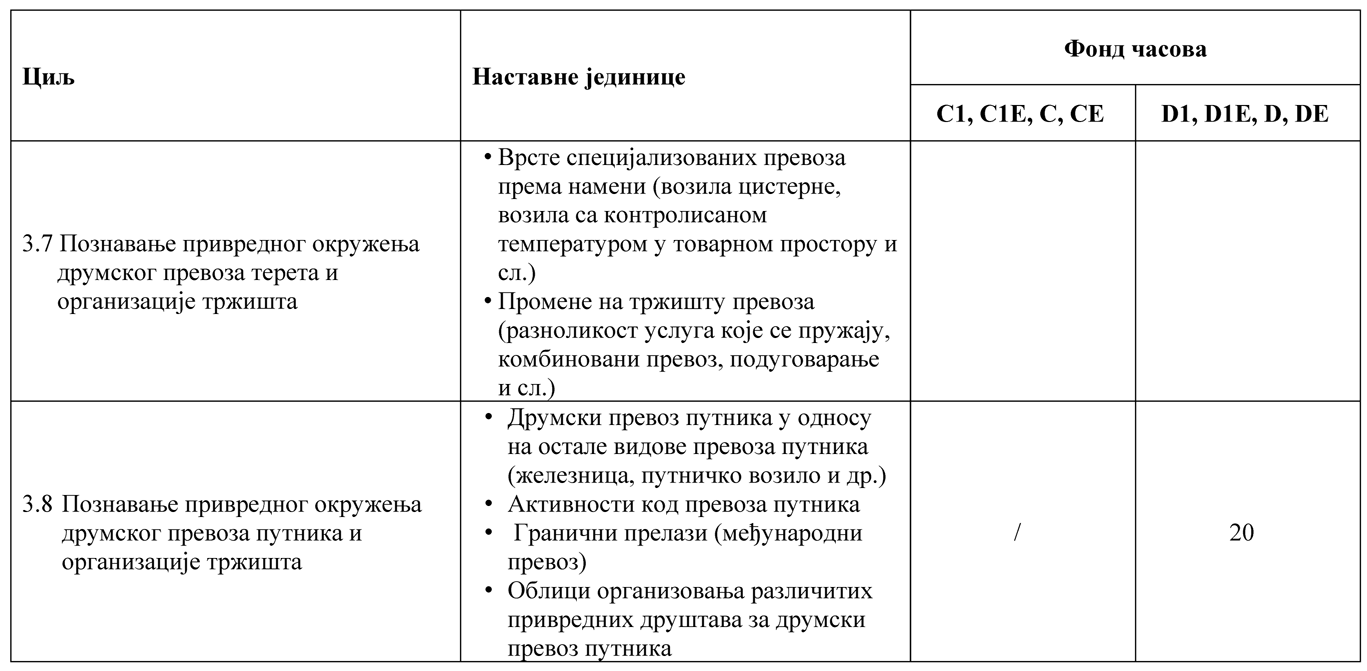 Циљ
Наставне јединице
Фонд часова
C1, C1E, C, CE
D1, D1E, D, DE
3.7 Познавање привредног окружења
друмског превоза терета и
организације тржишта
• Врсте специјализованих превоза
према намени (возила цистерне,
возила са контролисаном
температуром у товарном простору и
сл.)
• Промене на тржишту превоза
(разноликост услуга које се пружају,
комбиновани превоз, подуговарање
и сл.)
3.8 Познавање привредног окружења
друмског превоза путника и
организације тржишта
• Друмски превоз путника у односу
на остале видове превоза путника
(железница, путничко возило и др.)
• Активности код превоза путника
• Гранични прелази (међународни
превоз)
• Облици организовања различитих
привредних друштава за друмски
превоз путника
/
20